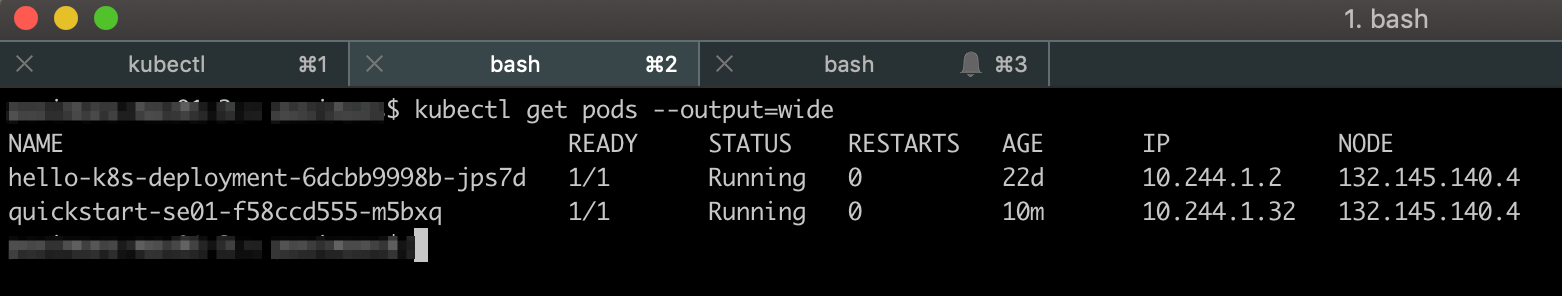 1. bash
kubectl ⌘1 bash ⌘2 bash ⌘3
$ kubectl get pods --output=wide
NAME READY STATUS RESTARTS AGE IP NODE
hello-k8s-deployment-6dcbb9998b-jps7d 1/1 Running 0 22d 10.244.1.2 132.145.140.4
quickstart-se01-f58ccd555-m5bxq 1/1 Running 0 10m 10.244.1.32 132.145.140.4